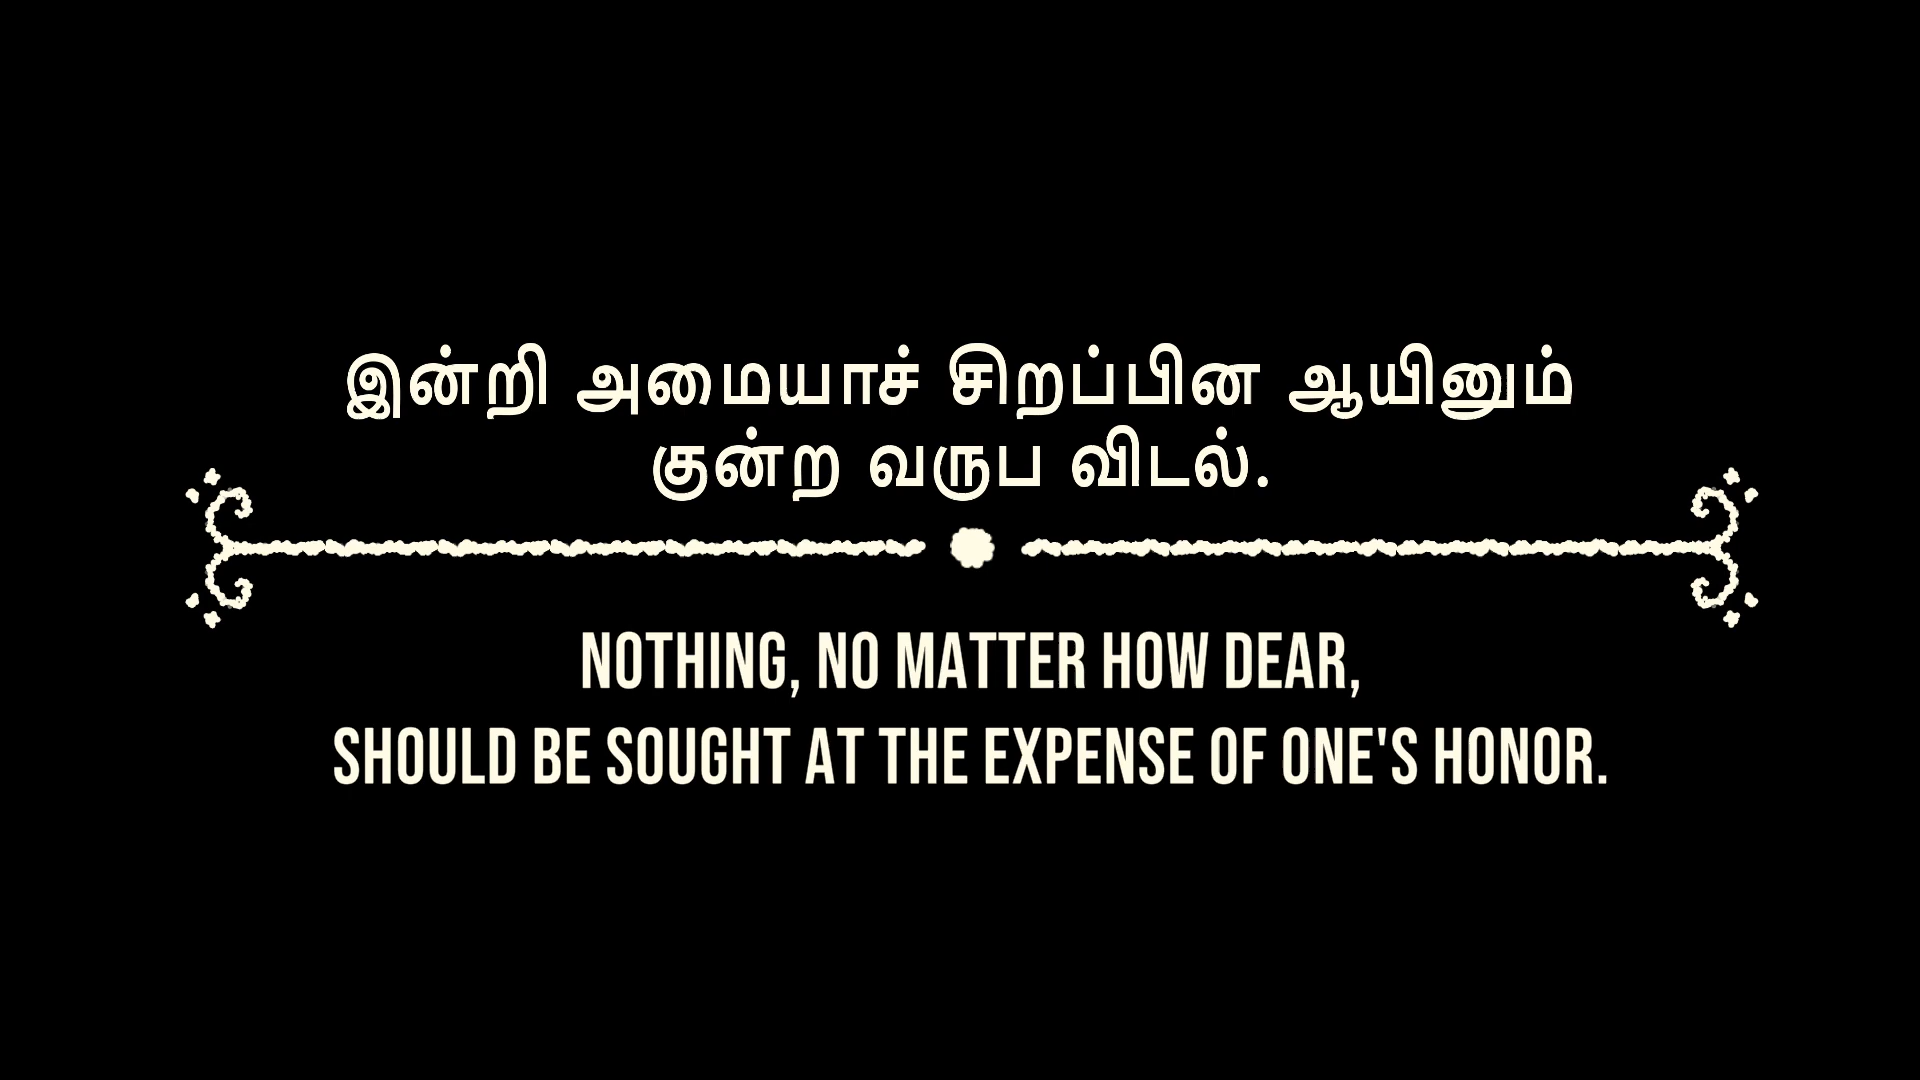 இன்றி அமையாச் சிறப்பின ஆயினும்
குன்ற வருப விடல்.
NOTHING, NO MATTER HOW DEAR,
SHOULD BE SOUGHT AT THE EXPENSE OF ONE'S HONOR.